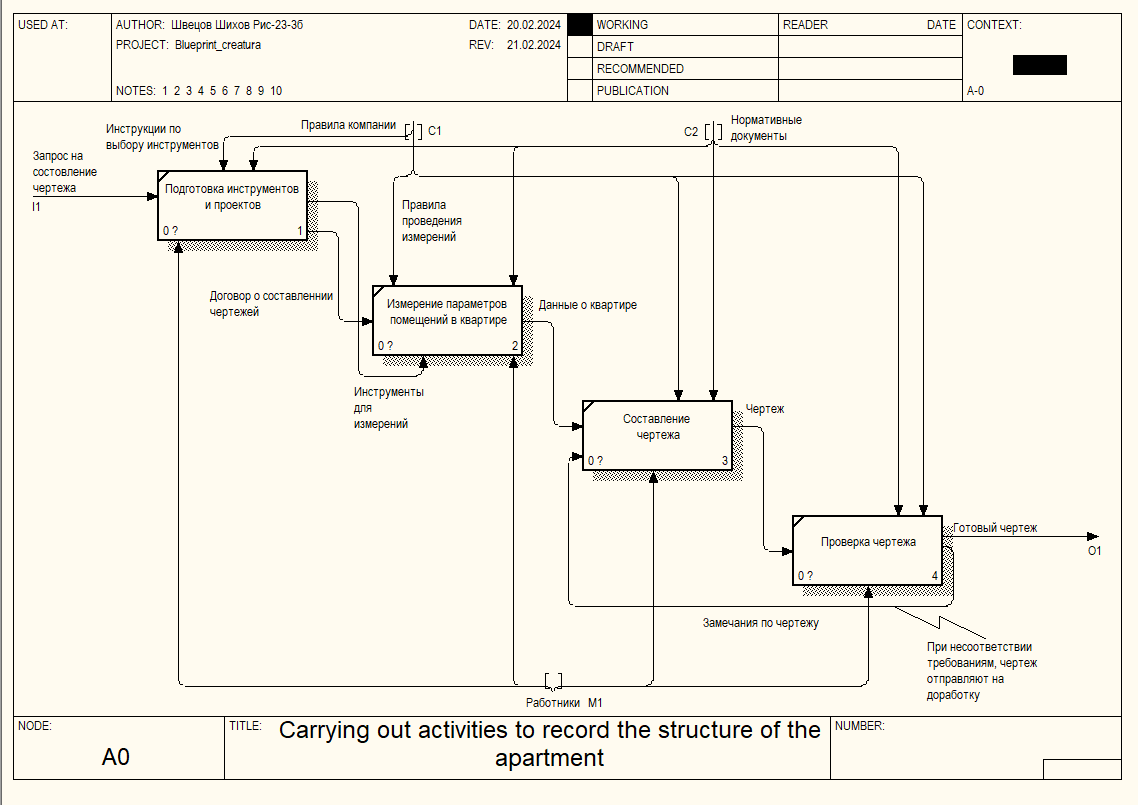 USED AT:
AUTHOR: Швецов Шихов Рис-23-3б
DATE: 20.02.2024
PROJECT: Blueprint_creatura
REV: 21.02.2024
NOTES: 1 2 3 4 5 6 7 8 9 10
WORKING
DRAFT
RECOMMENDED
PUBLICATION
READER DATE
CONTEXT:
A-0
Инструкции по
выбору инструментов
Правила компании
C1
C2
Нормативные
документы
Запрос на
состовление
чертежа
I1
Подготовка инструментов
и проектов
0 ? 1
Правила
проведения
измерений
Договор о составленнии
чертежей
Измерение параметров
помещений в квартире
0 ? 2
Данные о квартире
Инструменты
для
измерений
Составление
чертежа
0 ? 3
Чертеж
Проверка чертежа
0 ? 4
Готовый чертеж
O1
Замечания по чертежу
При несоответствии
требованиям, чертеж
отправляют на
доработку
Работники M1
NODE:
A0
TITLE:
Carrying out activities to record the structure of the
apartment
NUMBER: